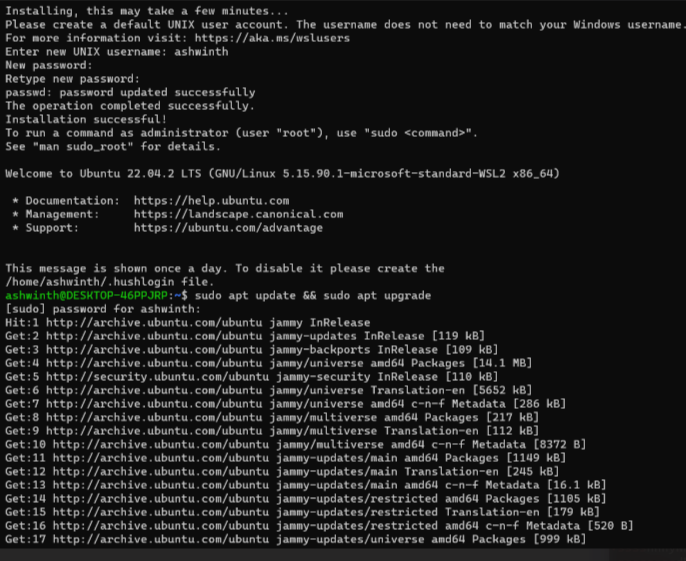 Installing, this may take a few minutes...
Please create a default UNIX user account. The username does not need to match your Windows username.
For more information visit: https://aka.ms/wslusers
Enter new UNIX username: ashwinth
New password:
Retype new password:
passwd: password updated successfully
The operation completed successfully.
Installation successful!
To run a command as administrator (user "root"), use "sudo <command>".
See "man sudo_root" for details.
Welcome to Ubuntu 22.04.2 LTS (GNU/Linux 5.15.90.1-microsoft-standard-WSL2 x86_64)
* Documentation:  https://help.ubuntu.com
* Management:     https://landscape.canonical.com
* Support:        https://ubuntu.com/advantage
This message is shown once a day. To disable it please create the
/home/ashwinth/.hushlogin file.
ashwinth@DESKTOP-46PPJRP:~$ sudo apt update && sudo apt upgrade
[sudo] password for ashwinth:
Hit:1 http://archive.ubuntu.com/ubuntu jammy InRelease
Get:2 http://archive.ubuntu.com/ubuntu jammy-updates InRelease [119 kB]
Get:3 http://archive.ubuntu.com/ubuntu jammy-backports InRelease [109 kB]
Get:4 http://archive.ubuntu.com/ubuntu jammy/universe amd64 Packages [14.1 MB]
Get:5 http://security.ubuntu.com/ubuntu jammy-security InRelease [110 kB]
Get:6 http://archive.ubuntu.com/ubuntu jammy/universe Translation-en [5652 kB]
Get:7 http://archive.ubuntu.com/ubuntu jammy/universe amd64 c-n-f Metadata [286 kB]
Get:8 http://archive.ubuntu.com/ubuntu jammy/multiverse amd64 Packages [217 kB]
Get:9 http://archive.ubuntu.com/ubuntu jammy/multiverse Translation-en [112 kB]
Get:10 http://archive.ubuntu.com/ubuntu jammy/multiverse amd64 c-n-f Metadata [8372 B]
Get:11 http://archive.ubuntu.com/ubuntu jammy-updates/main amd64 Packages [1149 kB]
Get:12 http://archive.ubuntu.com/ubuntu jammy-updates/main Translation-en [245 kB]
Get:13 http://archive.ubuntu.com/ubuntu jammy-updates/main amd64 c-n-f Metadata [16.1 kB]
Get:14 http://archive.ubuntu.com/ubuntu jammy-updates/restricted amd64 Packages [1105 kB]
Get:15 http://archive.ubuntu.com/ubuntu jammy-updates/restricted Translation-en [179 kB]
Get:16 http://archive.ubuntu.com/ubuntu jammy-updates/restricted amd64 c-n-f Metadata [520 B]
Get:17 http://archive.ubuntu.com/ubuntu jammy-updates/universe amd64 Packages [999 kB]